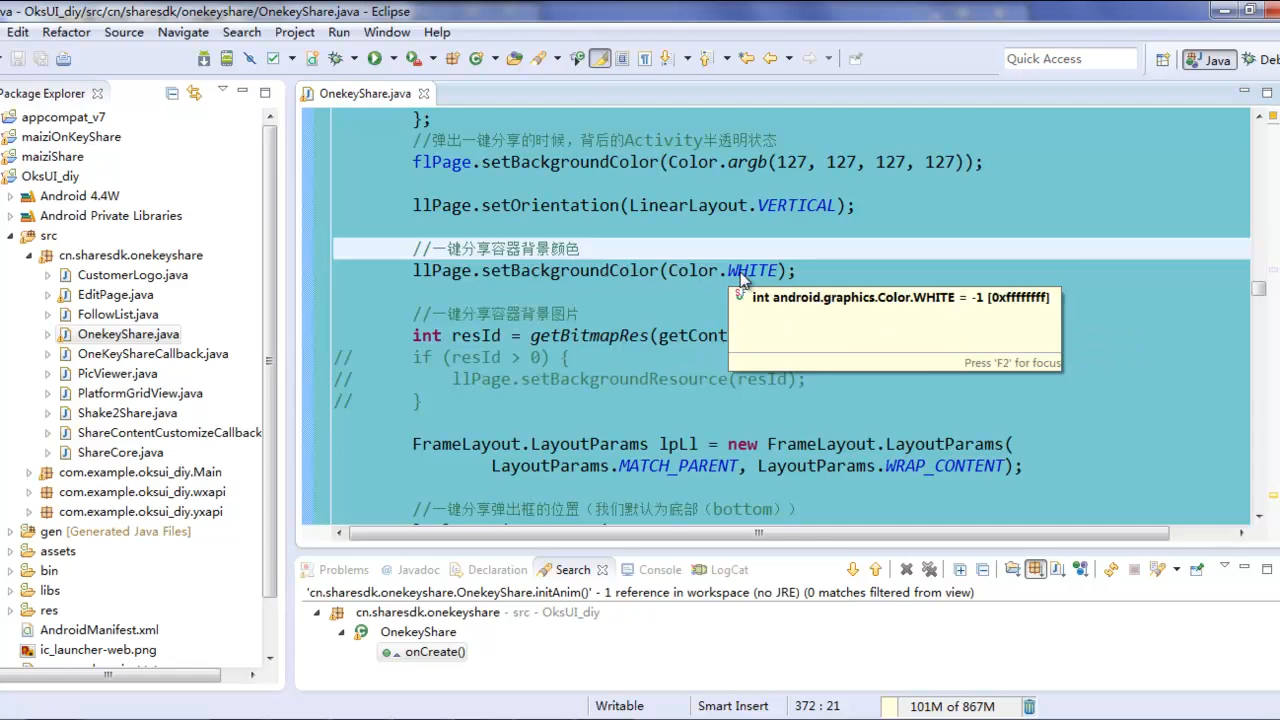 va - OksUI_diy/src/cn/sharesdk/onekeyshare/OnekeyShare.java - Eclipse
Edit Refactor Source Navigate Search Project Run Window Help
Quick Access
Java
Deb
Package Explorer
OnekeyShare.java
appcompat_v7
maiziOnKeyShare
maiziShare
OksUI_diy
Android 4.4W
Android Private Libraries
src
cn.sharesdk.onekeyshare
CustomerLogo.java
EditPage.java
FollowList.java
OnekeyShare.java
OneKeyShareCallback.java
PicViewer.java
PlatformGridView.java
Shake2Share.java
ShareContentCustomizeCallback
ShareCore.java
com.example.oksui_diy.Main
com.example.oksui_diy.wxapi
com.example.oksui_diy.yxapi
gen [Generated Java Files]
assets
bin
libs
res
AndroidManifest.xml
ic_launcher-web.png
};
//弹出一键分享的时候，背后的Activity半透明状态
flPage.setBackgroundColor(Color.argb(127, 127, 127, 127));
llPage.setOrientation(LinearLayout.VERTICAL);
//一键分享容器背景颜色
llPage.setBackgroundColor(Color.WHITE);
int android.graphics.Color.WHITE = -1 [0xffffffff]
Press 'F2' for focus
//一键分享容器背景图片
int resId = getBitmapRes(getCont
// if (resId > 0) {
// llPage.setBackgroundResource(resId);
// }
FrameLayout.LayoutParams lpLl = new FrameLayout.LayoutParams(
LayoutParams.MATCH_PARENT, LayoutParams.WRAP_CONTENT);
//一键分享弹出框的位置（我们默认为底部（bottom））
Problems Javadoc Declaration Search Console LogCat
'cn.sharesdk.onekeyshare.OnekeyShare.initAnim()' - 1 reference in workspace (no JRE) (0 matches filtered from view)
cn.sharesdk.onekeyshare - src - OksUI_diy
OnekeyShare
onCreate()
Writable Smart Insert 372 : 21 101M of 867M